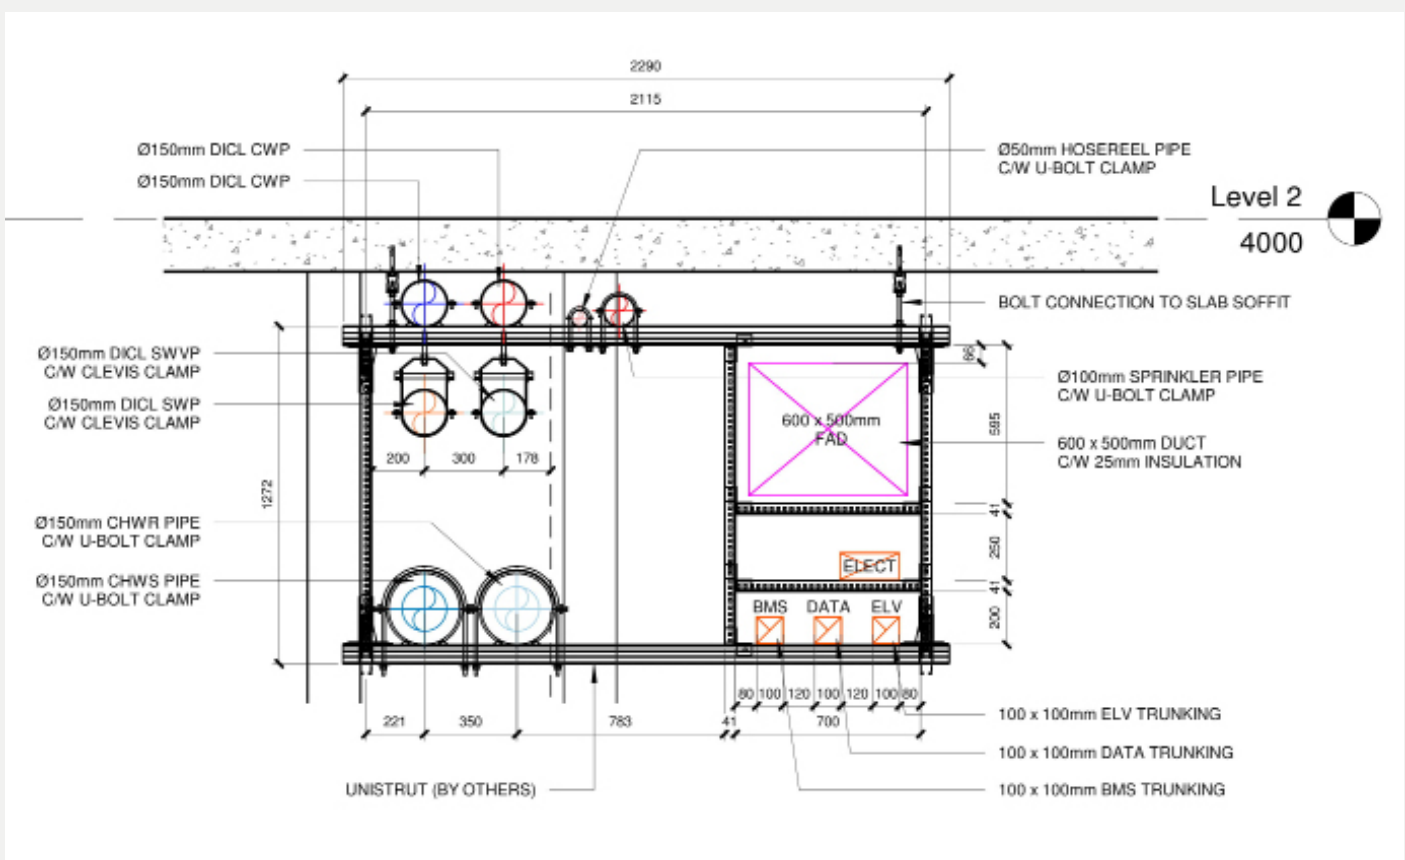 2290
2115
Ø150mm DICL CWP
Ø150mm DICL CWP
Ø50mm HOSEREEL PIPE
C/W U-BOLT CLAMP
Level 2
4000
BOLT CONNECTION TO SLAB SOFFIT
Ø150mm DICL SWVP
C/W CLEVIS CLAMP
Ø150mm DICL SWP
C/W CLEVIS CLAMP
66
Ø100mm SPRINKLER PIPE
C/W U-BOLT CLAMP
600 x 500mm
FAD
595
600 x 500mm DUCT
C/W 25mm INSULATION
200
300
178
1272
41
Ø150mm CHWR PIPE
C/W U-BOLT CLAMP
250
ELECT
Ø150mm CHWS PIPE
C/W U-BOLT CLAMP
41
BMS
DATA
ELV
200
80
100
120
100
120
100
80
221
350
783
41
700
100 x 100mm ELV TRUNKING
100 x 100mm DATA TRUNKING
UNISTRUT (BY OTHERS)
100 x 100mm BMS TRUNKING